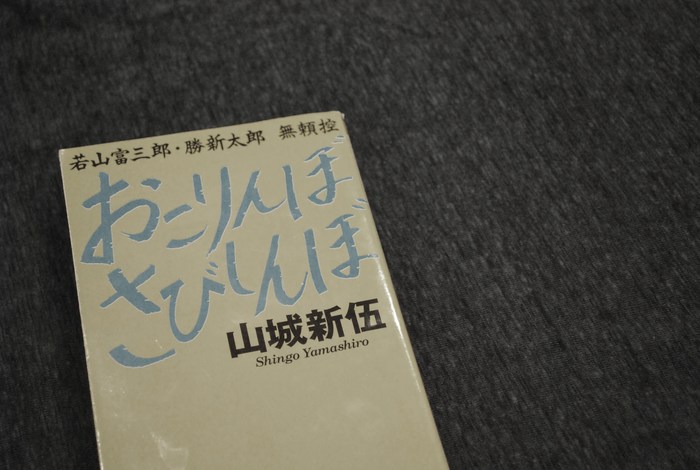 若山富三郎・勝新太郎 無頼控
おこりんぼ
さびしんぼ
山城新伍
Shingo Yamashiro